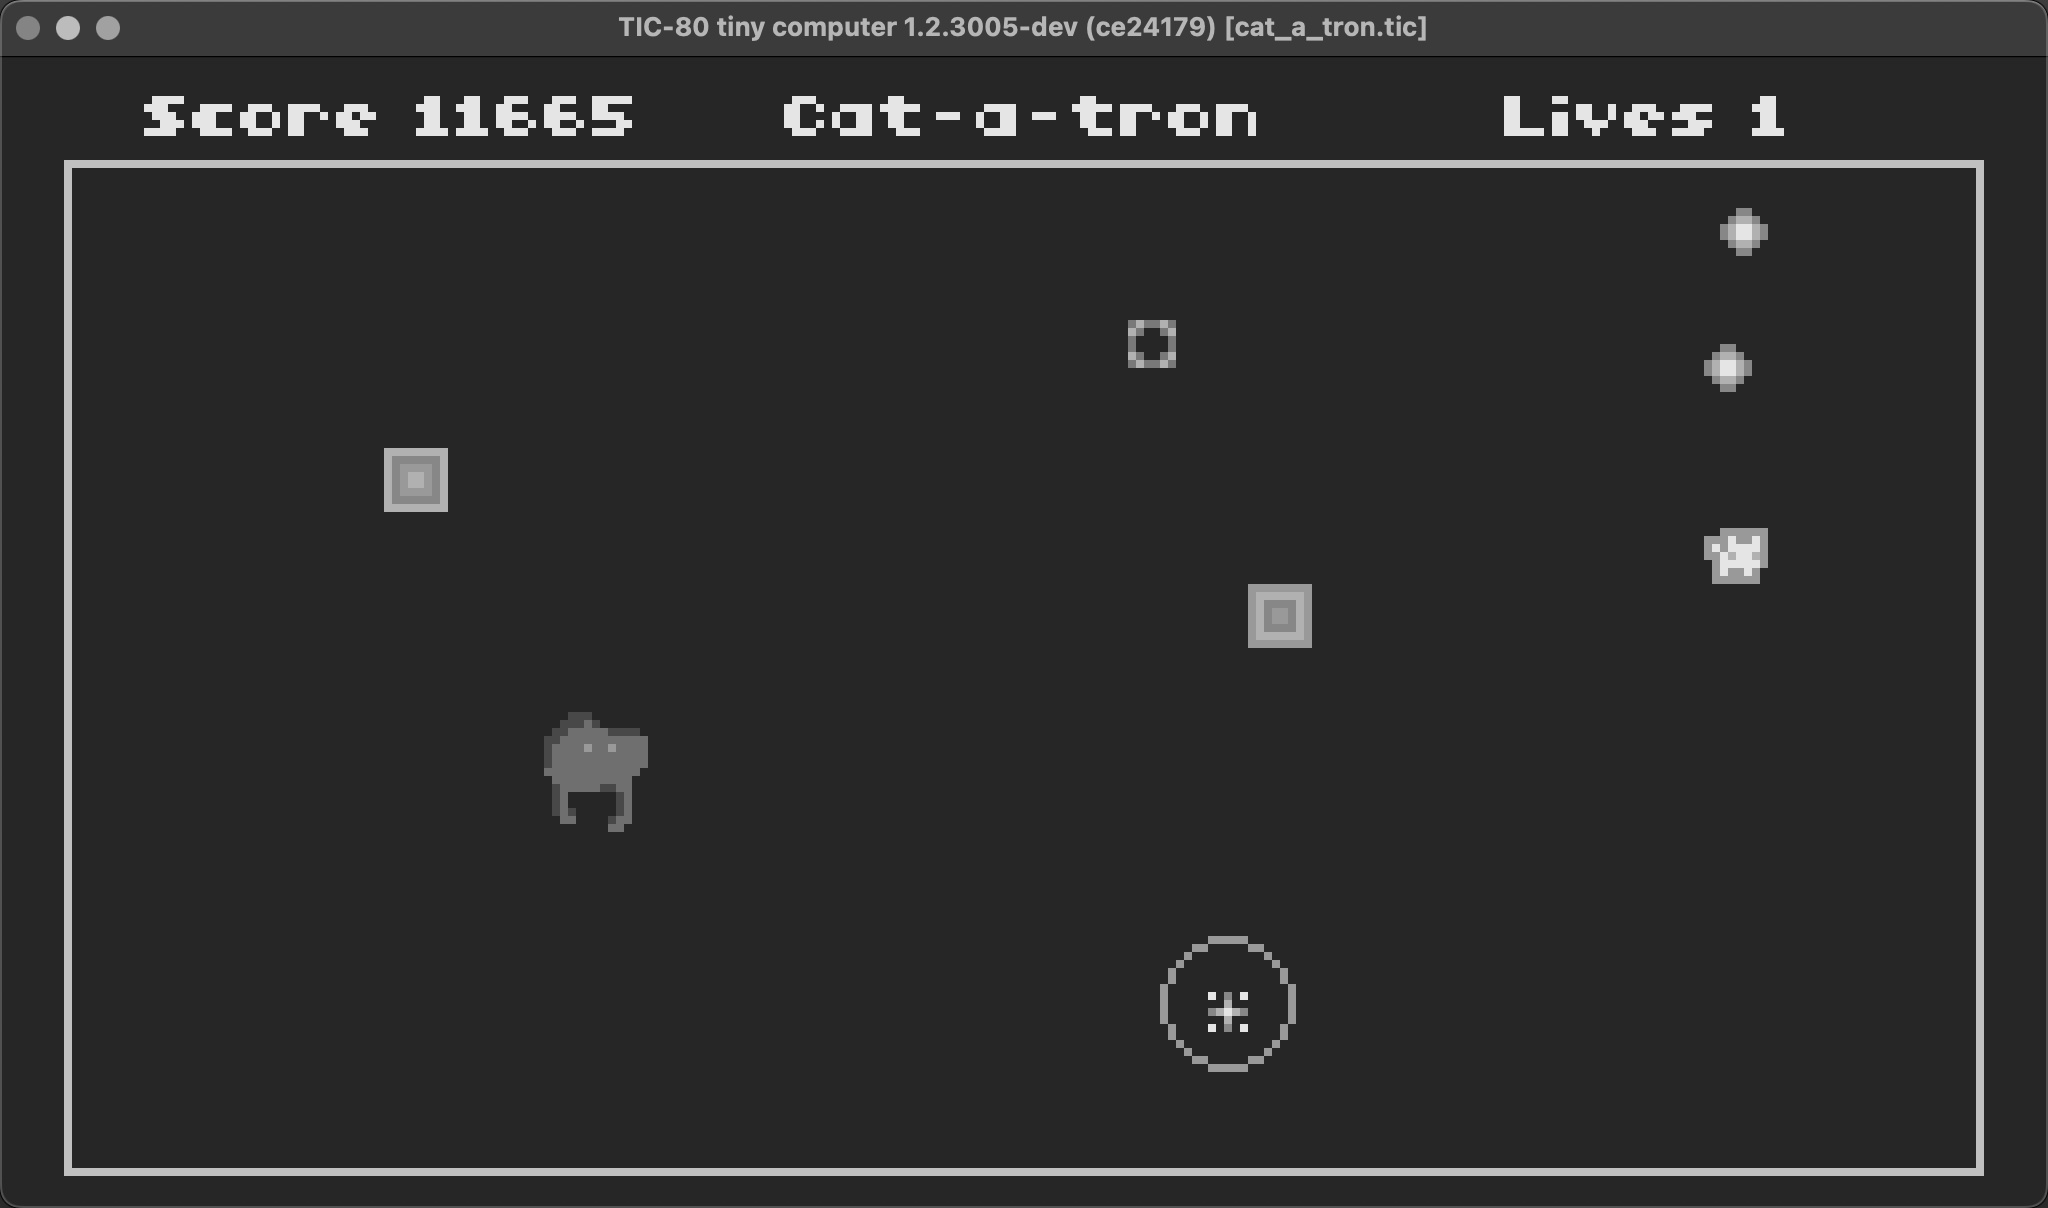 TIC-80 tiny computer 1.2.3005-dev (ce24179) [cat_a_tron.tic]
Score 11665 Cat-a-tron Lives 1